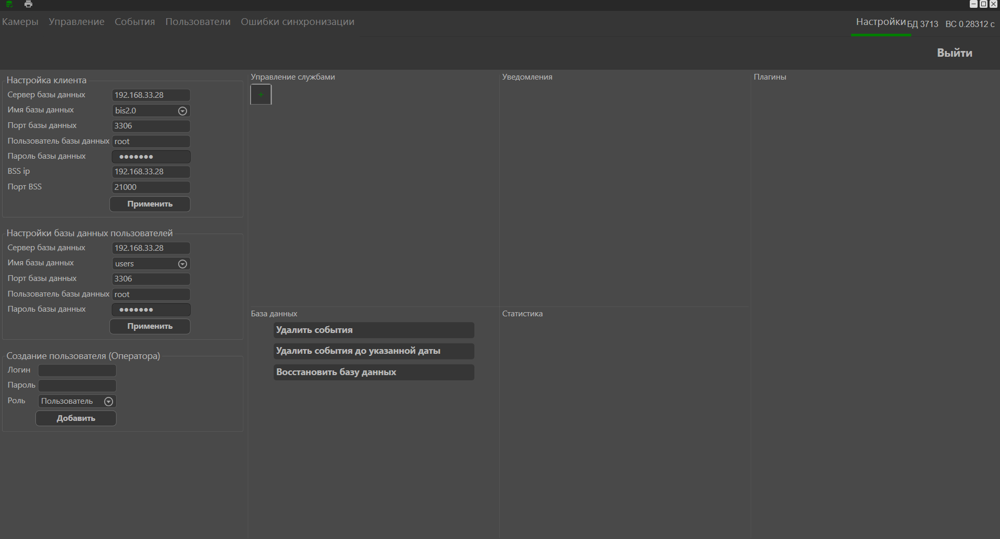 Камеры Управление События Пользователи Ошибки синхронизации Настройки БД 3713 ВС 0.28312 с
Выйти
Настройка клиента
Сервер базы данных 192.168.33.28
Имя базы данных bis2.0
Порт базы данных 3306
Пользователь базы данных root
Пароль базы данных ●●●●●●●
BSS ip 192.168.33.28
Порт BSS 21000
Применить
Настройки базы данных пользователей
Сервер базы данных 192.168.33.28
Имя базы данных users
Порт базы данных 3306
Пользователь базы данных root
Пароль базы данных ●●●●●●●
Применить
Создание пользователя (Оператора)
Логин
Пароль
Роль Пользователь
Добавить
Управление службами
+
База данных
Удалить события
Удалить события до указанной даты
Восстановить базу данных
Уведомления
Статистика
Плагины